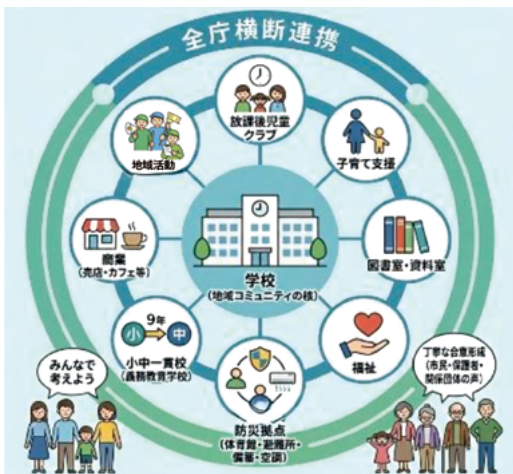 全庁横断連携
放課後児童
クラブ
地域活動
子育て支援
商業
(売店・カフェ等)
学校
(地域コミュニティの核)
図書室・資料室
9年
小 中
小中一貫校
(義務教育学校)
福祉
防災拠点
(体育館・避難所・
備蓄・空調)
みんなで
考えよう
丁寧な合意形成
(市民・保護者・
関係団体の声)